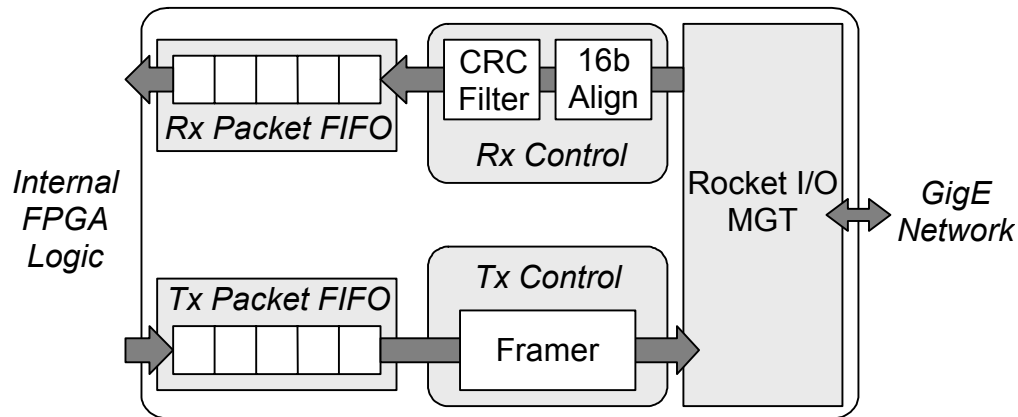 CRC
Filter
16b
Align
Rx Packet FIFO
Rx Control
Internal
FPGA
Logic
Rocket I/O
MGT
GigE
Network
Tx Packet FIFO
Tx Control
Framer